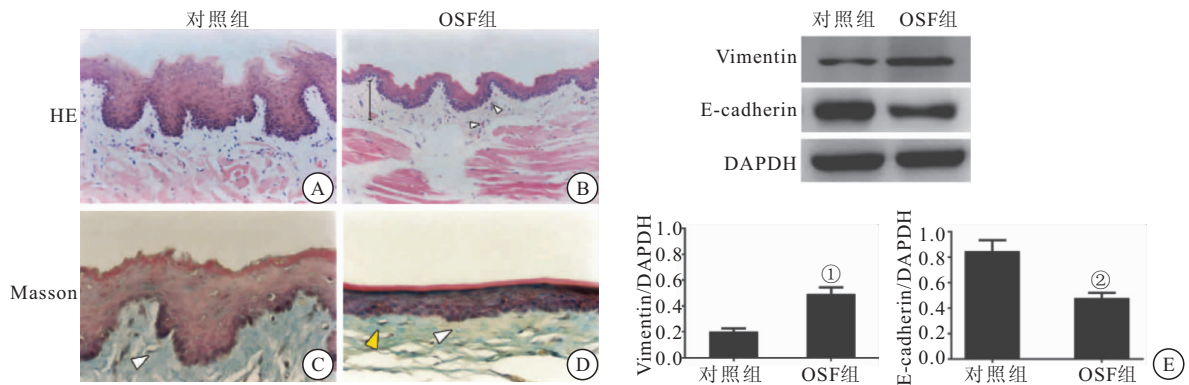 对照组 OSF组
HE
A B
Masson
C D
对照组 OSF组
Vimentin
E-cadherin
DAPDH
Vimentin/DAPDH
1.0
0.8
0.6
0.4
0.2
0.0
①
对照组 OSF组
E-cadherin/DAPDH
1.0
0.8
0.6
0.4
0.2
0.0
②
对照组 OSF组
E